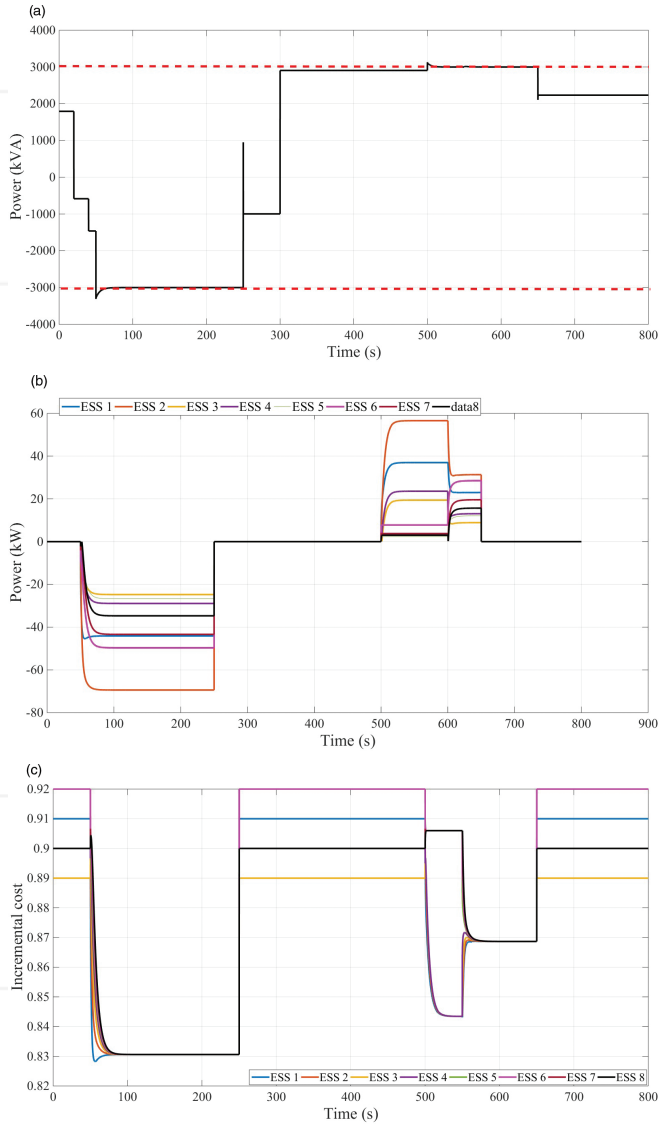 (a)
4000
3000
2000
1000
0
-1000
-2000
-3000
-4000
Power (kVA)
0 100 200 300 400 500 600 700 800
Time (s)
(b)
ESS 1 ESS 2 ESS 3 ESS 4 ESS 5 ESS 6 ESS 7 data8
60
40
20
0
-20
-40
-60
-80
Power (kW)
0 100 200 300 400 500 600 700 800 900
Time (s)
(c)
0.92
0.91
0.9
0.89
0.88
0.87
0.86
0.85
0.84
0.83
0.82
Incremental cost
ESS 1 ESS 2 ESS 3 ESS 4 ESS 5 ESS 6 ESS 7 ESS 8
0 100 200 300 400 500 600 700 800
Time (s)